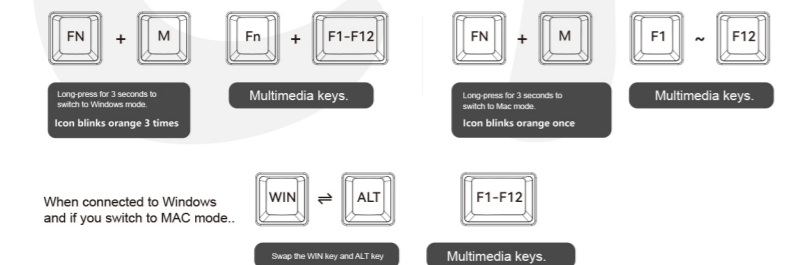 FN + M
Fn + F1-F12
FN + M
F1 ~ F12
Long-press for 3 seconds to
switch to Windows mode.
Icon blinks orange 3 times
Multimedia keys.
Long-press for 3 seconds to
switch to Mac mode.
Icon blinks orange once
Multimedia keys.
When connected to Windows
and if you switch to MAC mode..
WIN ⇌ ALT
F1-F12
Swap the WIN key and ALT key
Multimedia keys.